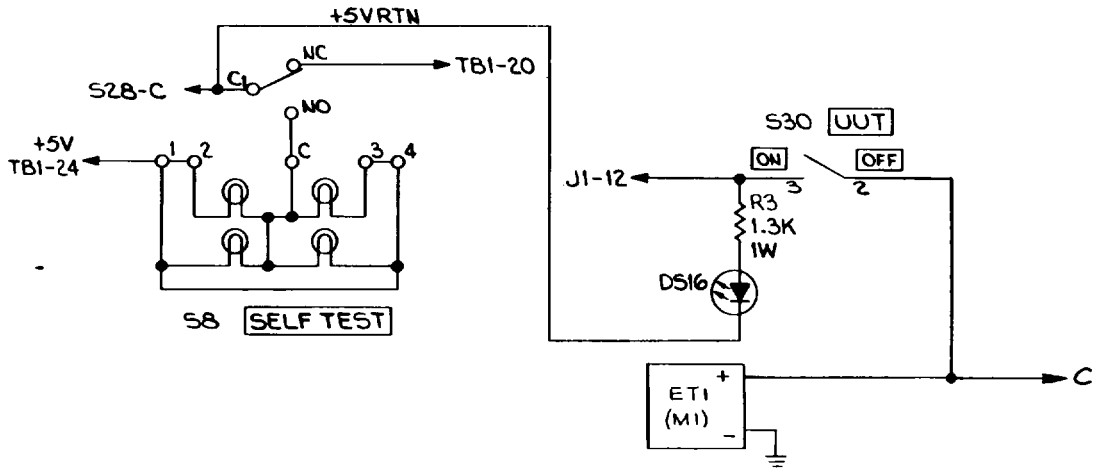 +5VRTN
NC
TB1-20
C1
S28-C
NO
+5V
TB1-24
1 2 C 3 4
S8 SELF TEST
S30 UUT
ON OFF
J1-12
3 2
R3
1.3K
1W
DS16
ET1
(M1)
+
-
C